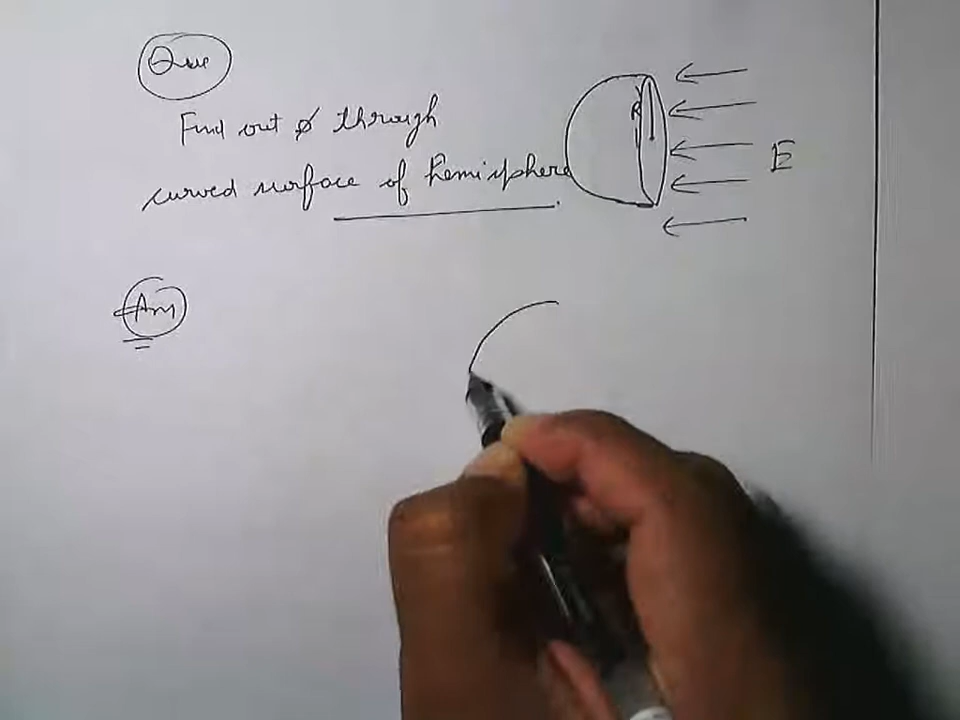 Que
Find out ϕ through
curved surface of hemisphere.
R
E
Ans